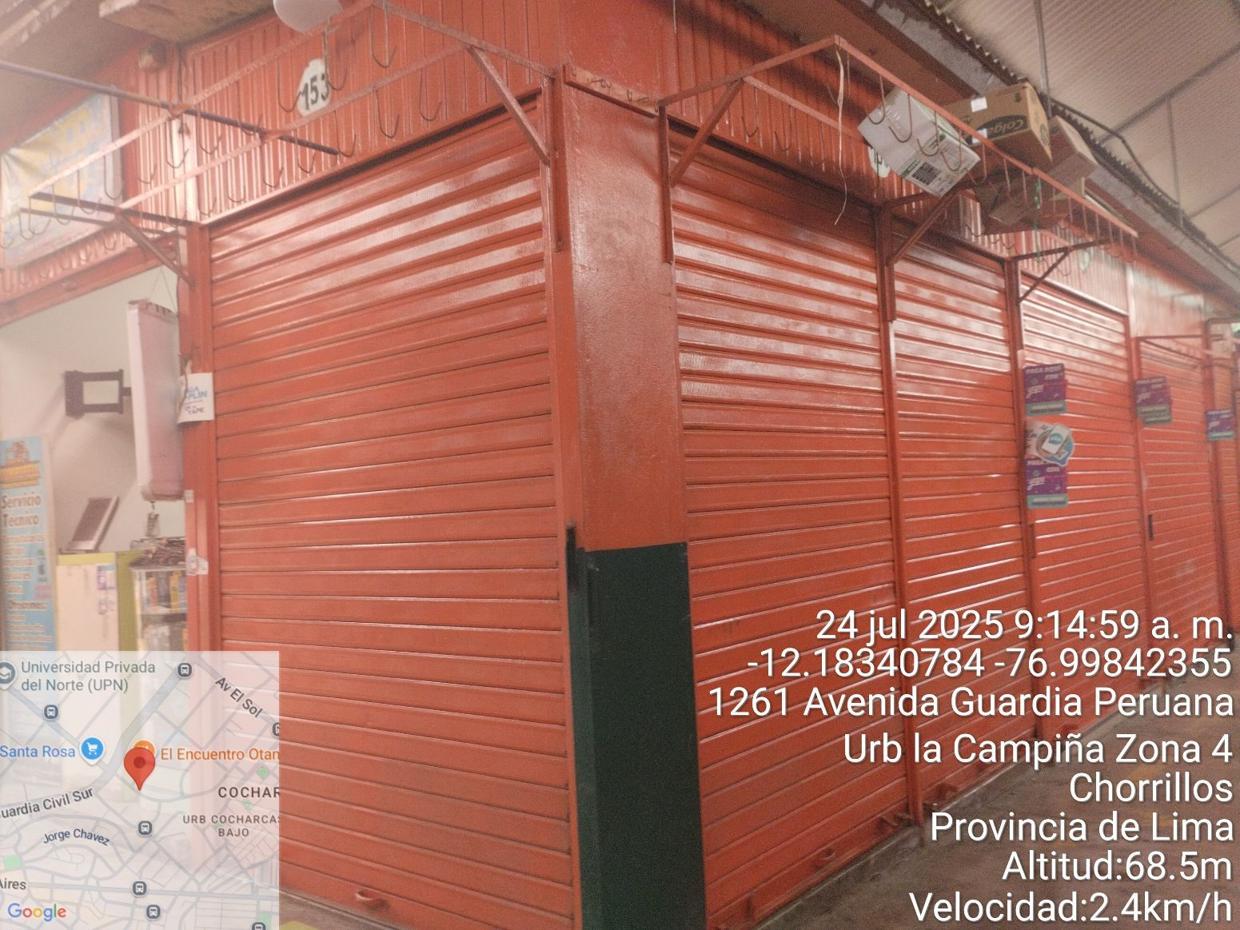 153
Colga
Servicio
Tecnico
24 jul 2025 9:14:59 a. m.
-12.18340784 -76.99842355
1261 Avenida Guardia Peruana
Urb la Campiña Zona 4
Chorrillos
Provincia de Lima
Altitud:68.5m
Velocidad:2.4km/h
Universidad Privada
del Norte (UPN)
Av El Sol
Santa Rosa
El Encuentro Otan
COCHAR
uardia Civil Sur
URB COCHARCAS
BAJO
Jorge Chavez
Aires
Google